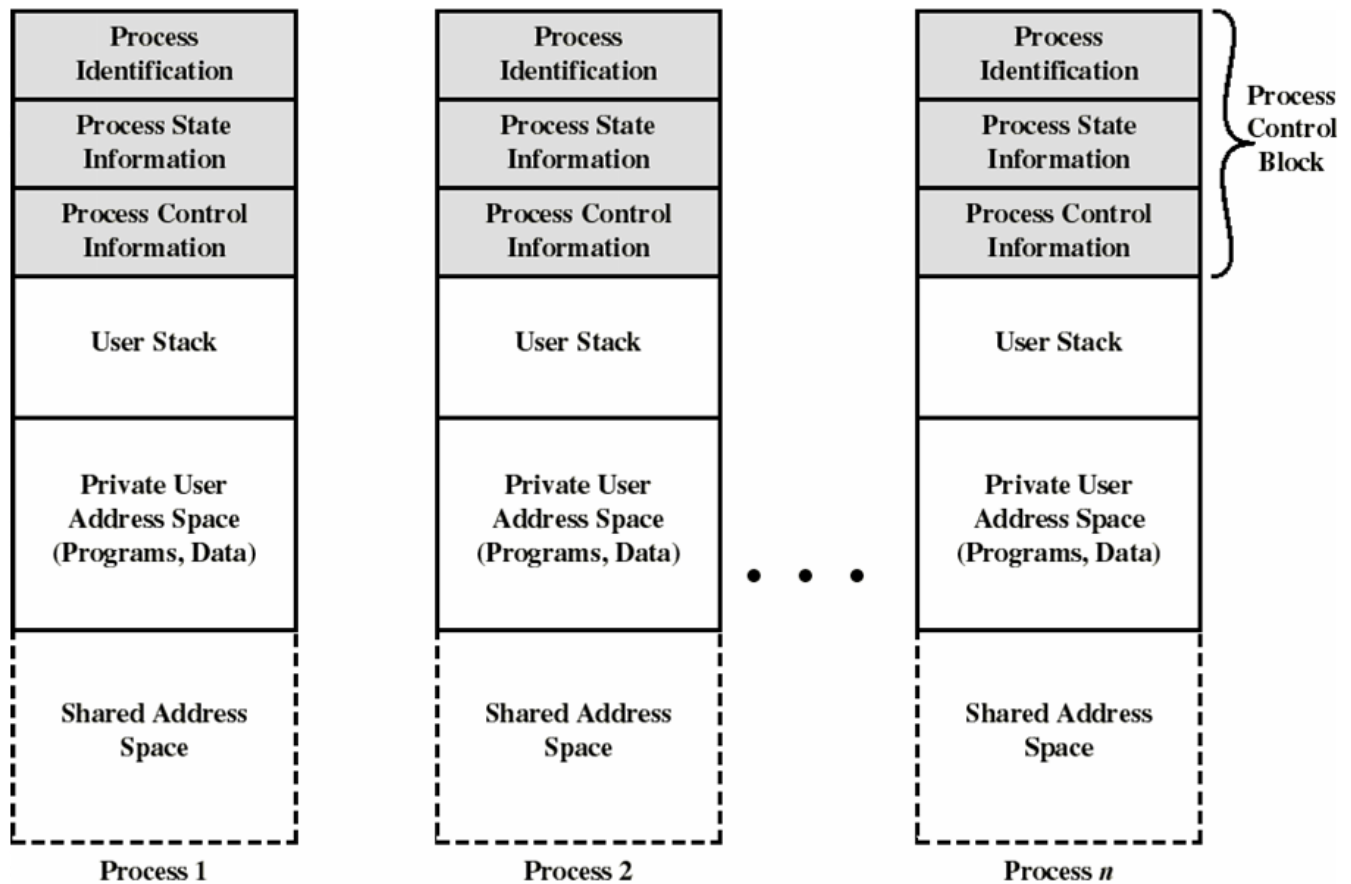 Process
Identification
Process State
Information
Process Control
Information
User Stack
Private User
Address Space
(Programs, Data)
Shared Address
Space
Process 1
Process
Identification
Process State
Information
Process Control
Information
User Stack
Private User
Address Space
(Programs, Data)
Shared Address
Space
Process 2
• • •
Process
Identification
Process State
Information
Process Control
Information
User Stack
Private User
Address Space
(Programs, Data)
Shared Address
Space
Process n
Process
Control
Block